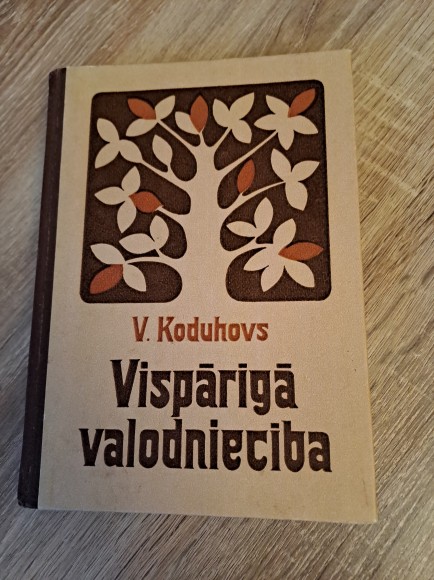 V. Koduhovs
Vispārīgā
valodniecība